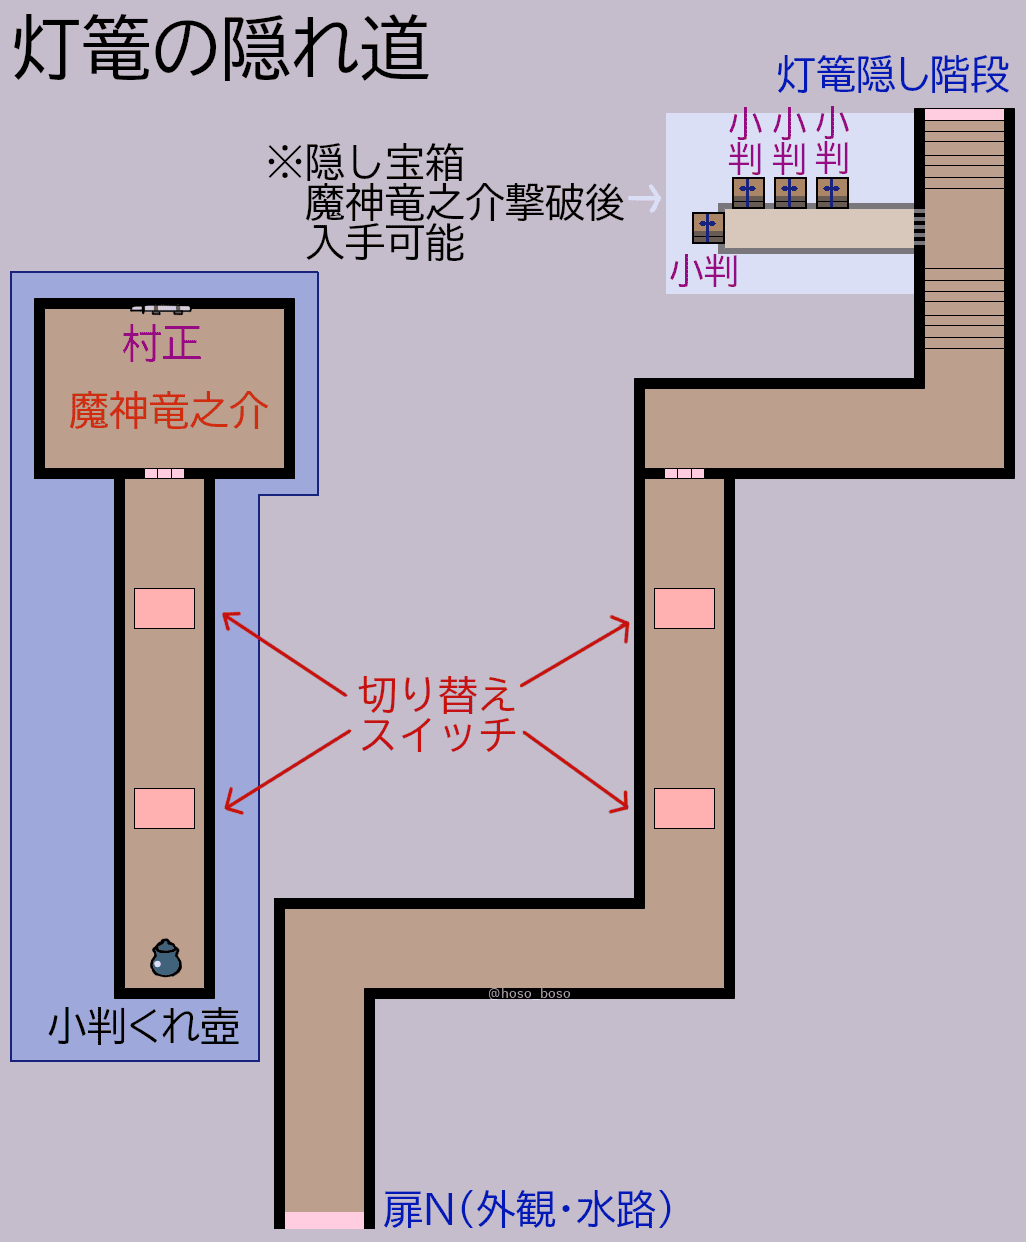 灯篭の隠れ道
灯篭隠し階段
小判
小判
小判
※隠し宝箱
魔神竜之介撃破後→
入手可能
小判
村正
魔神竜之介
切り替え
スイッチ
@hoso_boso
小判くれ壺
扉N(外観・水路)